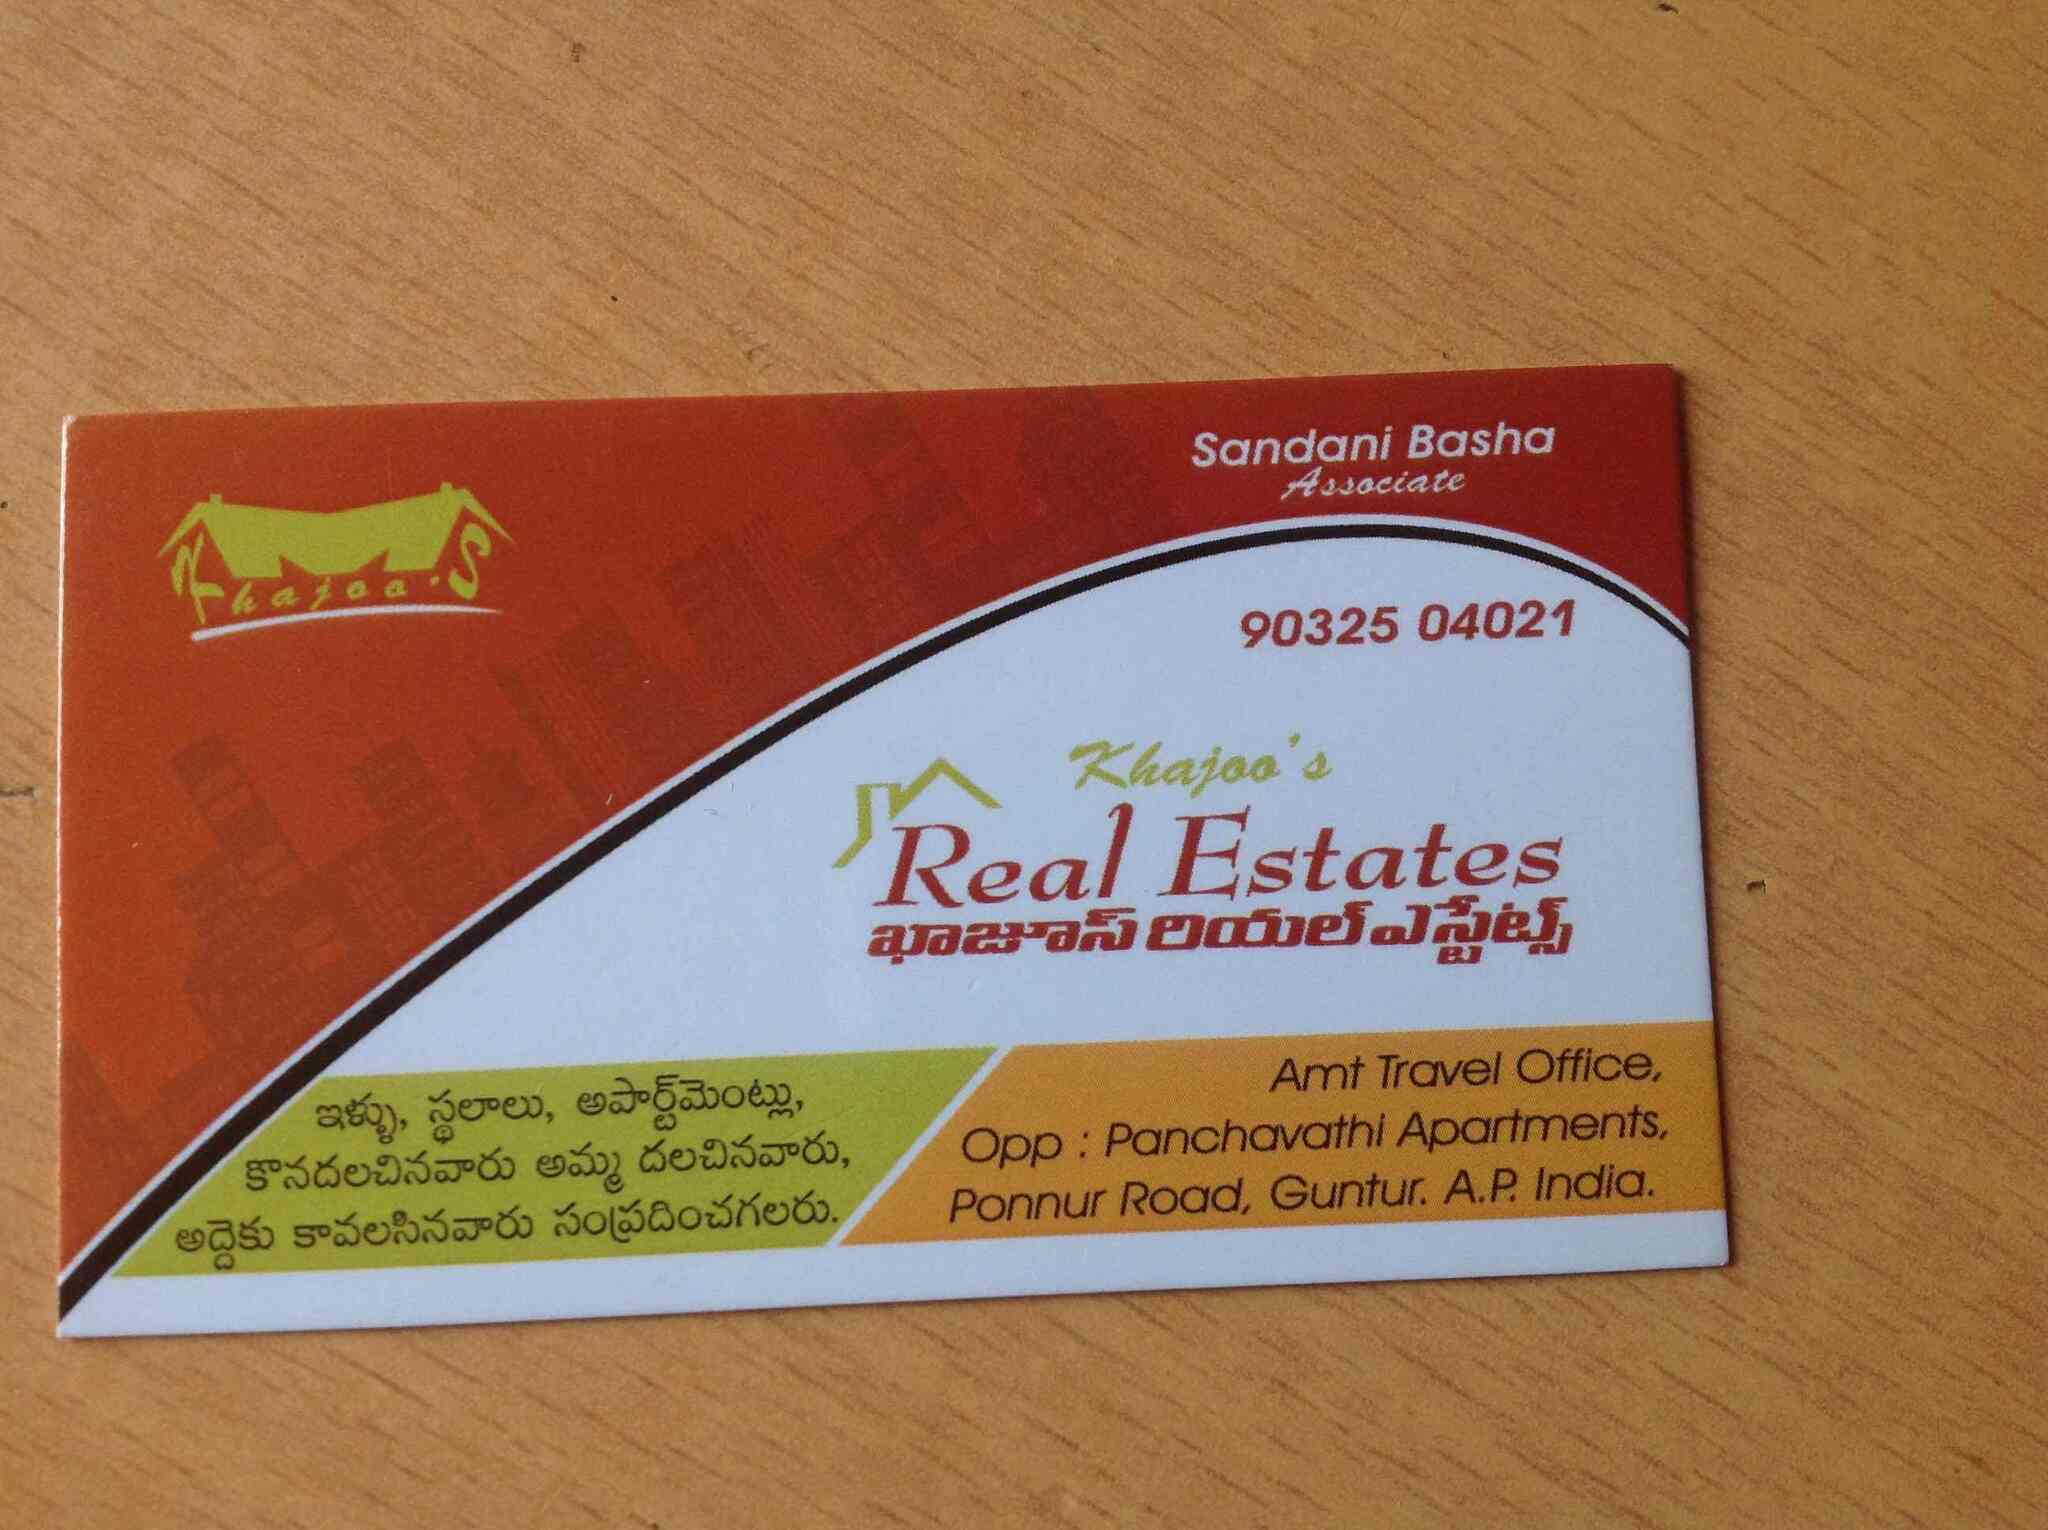 Khajoo's
Sandani Basha
Associate
90325 04021
Khajoo's
Real Estates
ఖాజూస్ రియల్ ఎస్టేట్స్
ఇళ్ళు, స్థలాలు, అపార్ట్‌మెంట్లు,
కొనదలచినవారు అమ్మ దలచినవారు,
అద్దెకు కావలసినవారు సంప్రదించగలరు.
Amt Travel Office,
Opp : Panchavathi Apartments,
Ponnur Road, Guntur. A.P. India.